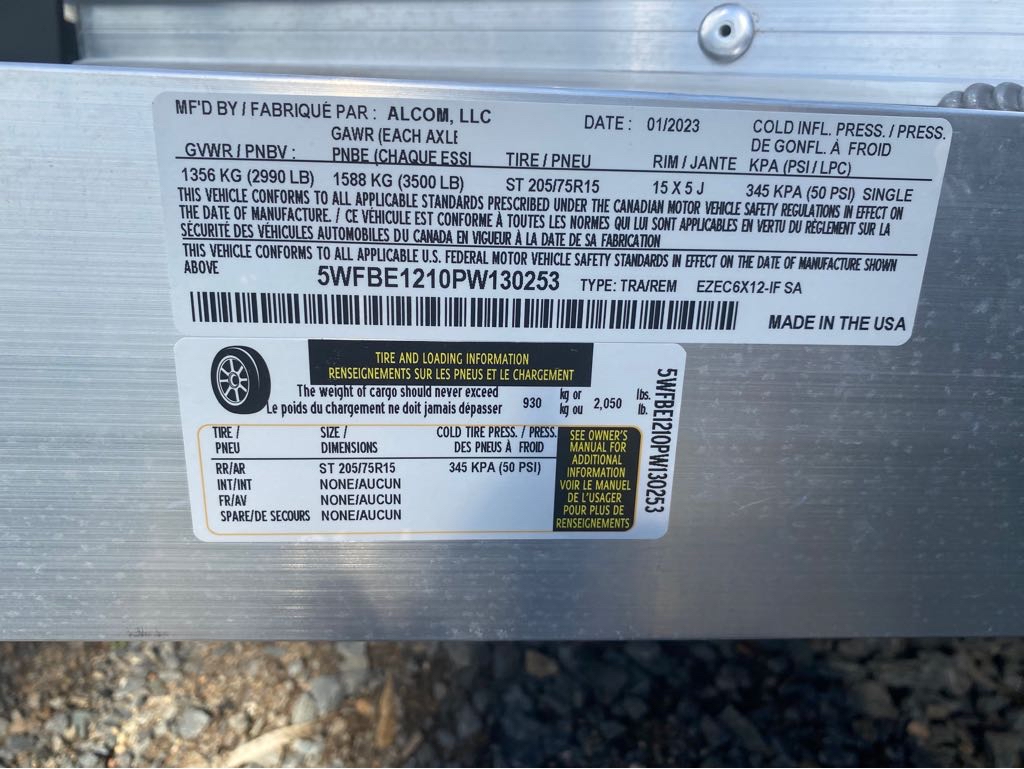 MF'D BY / FABRIQUÉ PAR : ALCOM, LLC DATE : 01/2023 COLD INFL. PRESS. / PRESS.
GAWR (EACH AXLE DE GONFL. À FROID
GVWR / PNBV : PNBE (CHAQUE ESSI TIRE / PNEU RIM / JANTE KPA (PSI / LPC)
1356 KG (2990 LB) 1588 KG (3500 LB) ST 205/75R15 15 X 5 J 345 KPA (50 PSI) SINGLE
THIS VEHICLE CONFORMS TO ALL APPLICABLE STANDARDS PRESCRIBED UNDER THE CANADIAN MOTOR VEHICLE SAFETY REGULATIONS IN EFFECT ON
THE DATE OF MANUFACTURE. / CE VÉHICULE EST CONFORME À TOUTES LES NORMES QUI LUI SONT APPLICABLES EN VERTU DU RÈGLEMENT SUR LA
SÉCURITÉ DES VÉHICULES AUTOMOBILES DU CANADA EN VIGUEUR À LA DATE DE SA FABRICATION
THIS VEHICLE CONFORMS TO ALL APPLICABLE U.S. FEDERAL MOTOR VEHICLE SAFETY STANDARDS IN EFFECT ON THE DATE OF MANUFACTURE SHOWN
ABOVE
5WFBE1210PW130253 TYPE: TRA/REM EZEC6X12-IF SA
MADE IN THE USA
TIRE AND LOADING INFORMATION
RENSEIGNEMENTS SUR LES PNEUS ET LE CHARGEMENT
The weight of cargo should never exceed 930 kg or 2,050 lbs.
Le poids du chargement ne doit jamais dépasser kg ou lb.
TIRE / SIZE / COLD TIRE PRESS. / PRESS.
PNEU DIMENSIONS DES PNEUS À FROID
RR/AR ST 205/75R15 345 KPA (50 PSI)
INT/INT NONE/AUCUN
FR/AV NONE/AUCUN
SPARE/DE SECOURS NONE/AUCUN
SEE OWNER'S
MANUAL FOR
ADDITIONAL
INFORMATION
VOIR LE MANUEL
DE L'USAGER
POUR PLUS DE
RENSEIGNEMENTS
5WFBE1210PW130253